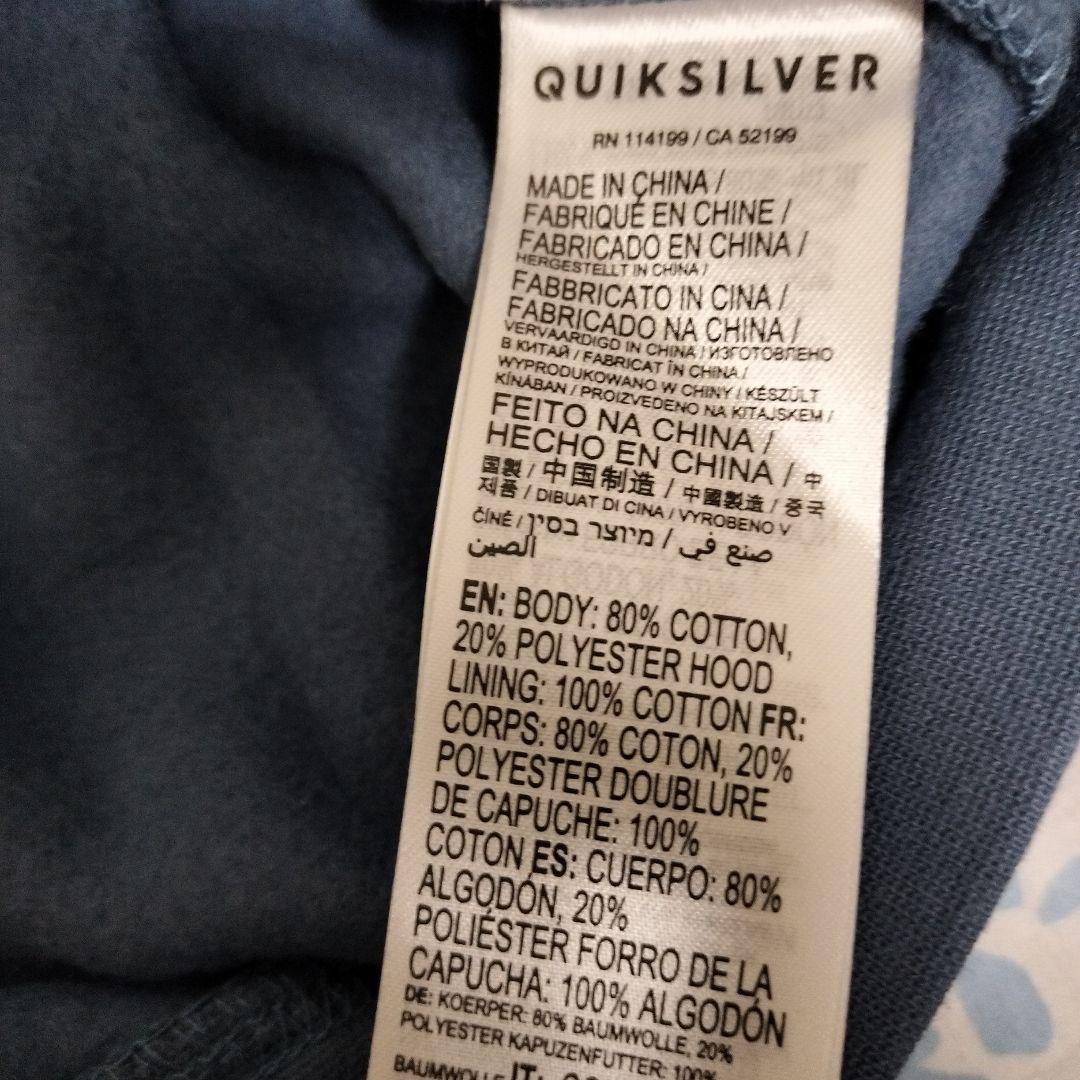 QUIKSILVER
RN 114199 / CA 52199
MADE IN CHINA /
FABRIQUÉ EN CHINE /
FABRICADO EN CHINA /
HERGESTELLT IN CHINA /
FABBRICATO IN CINA /
FABRICADO NA CHINA /
VERVAARDIGD IN CHINA / ИЗГОТОВЛЕНО
В КИТАЙ / FABRICAT ÎN CHINA /
WYPRODUKOWANO W CHINY / KÉSZÜLT
KÍNÁBAN / PROIZVEDENO NA KITAJSKEM /
FEITO NA CHINA /
HECHO EN CHINA / 中
国製 / 中国制造 / 中國製造 / 중국
제품 / DIBUAT DI CINA / VYROBENO V
ČÍNĚ / מיוצר בסין / صنع في
الصين
EN: BODY: 80% COTTON,
20% POLYESTER HOOD
LINING: 100% COTTON FR:
CORPS: 80% COTON, 20%
POLYESTER DOUBLURE
DE CAPUCHE: 100%
COTON ES: CUERPO: 80%
ALGODÓN, 20%
POLIÉSTER FORRO DE LA
CAPUCHA: 100% ALGODÓN
DE: KOERPER: 80% BAUMWOLLE, 20%
POLYESTER KAPUZENFUTTER: 100%
BAUMWOLLE IT: